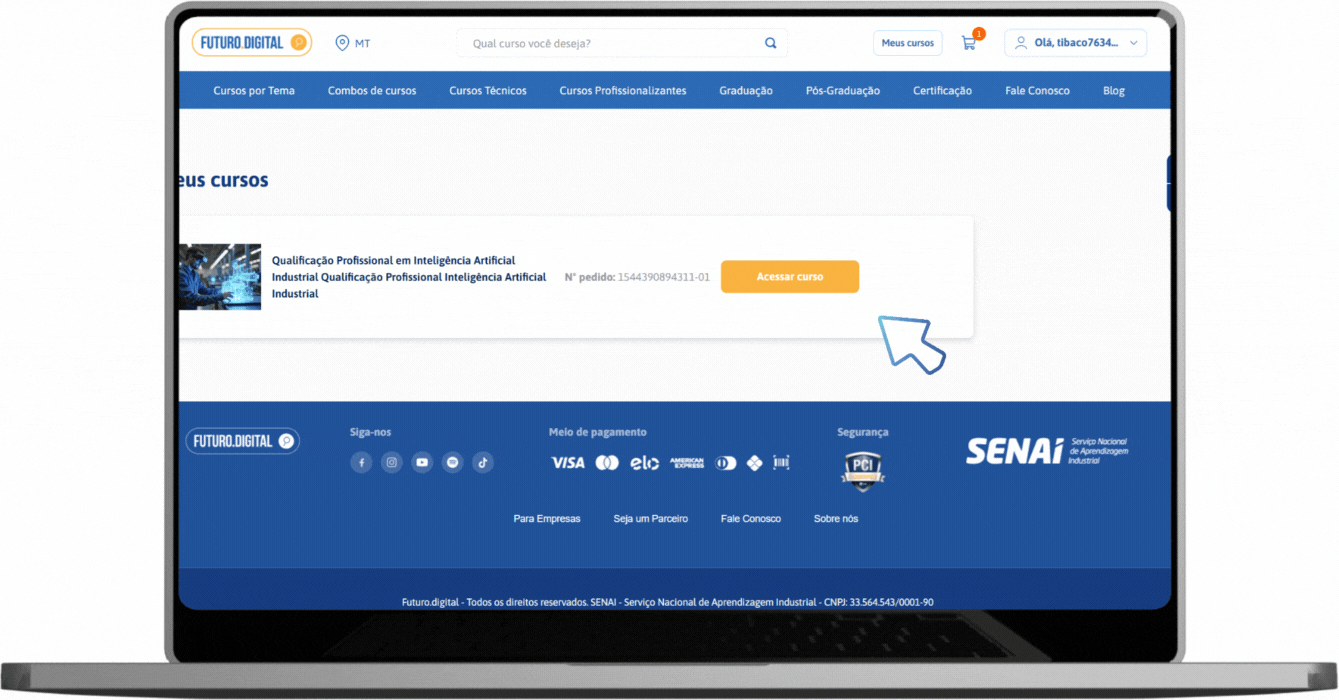 FUTURO.DIGITAL
MT
Qual curso você deseja?
Meus cursos
1
Olá, tibaco7634...
Cursos por Tema
Combos de cursos
Cursos Técnicos
Cursos Profissionalizantes
Graduação
Pós-Graduação
Certificação
Fale Conosco
Blog
eus cursos
Qualificação Profissional em Inteligência Artificial
Industrial Qualificação Profissional Inteligência Artificial
Industrial
N° pedido: 1544390894311-01
Acessar curso
FUTURO.DIGITAL
Siga-nos
Meio de pagamento
Segurança
VISA
elo
AMERICAN
EXPRESS
PCI
SENAI
Serviço Nacional
de Aprendizagem
Industrial
Para Empresas
Seja um Parceiro
Fale Conosco
Sobre nós
Futuro.digital - Todos os direitos reservados. SENAI - Serviço Nacional de Aprendizagem Industrial - CNPJ: 33.564.543/0001-90